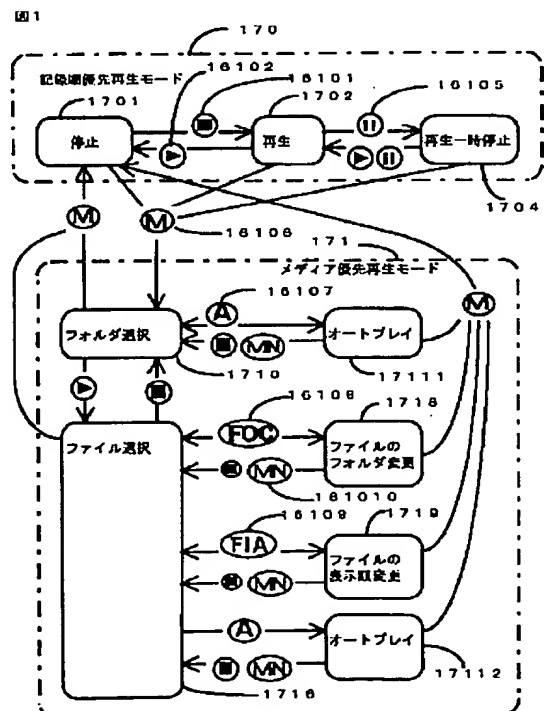 図1
170
記録順優先再生モード
16102
16101
16105
1701
1702
停止
■
再生
II
再生一時停止
▶
▶ II
1704
M
M
16106
171
メディア優先再生モード
M
16107
A
フォルダ選択
オートプレイ
■ MN
1710
17111
▶
■
16108
1718
ファイル選択
FDC
ファイルの
フォルダ変更
■ MN
161010
16109
1719
FIA
ファイルの
表示順変更
■ MN
A
オートプレイ
■ MN
17112
1716